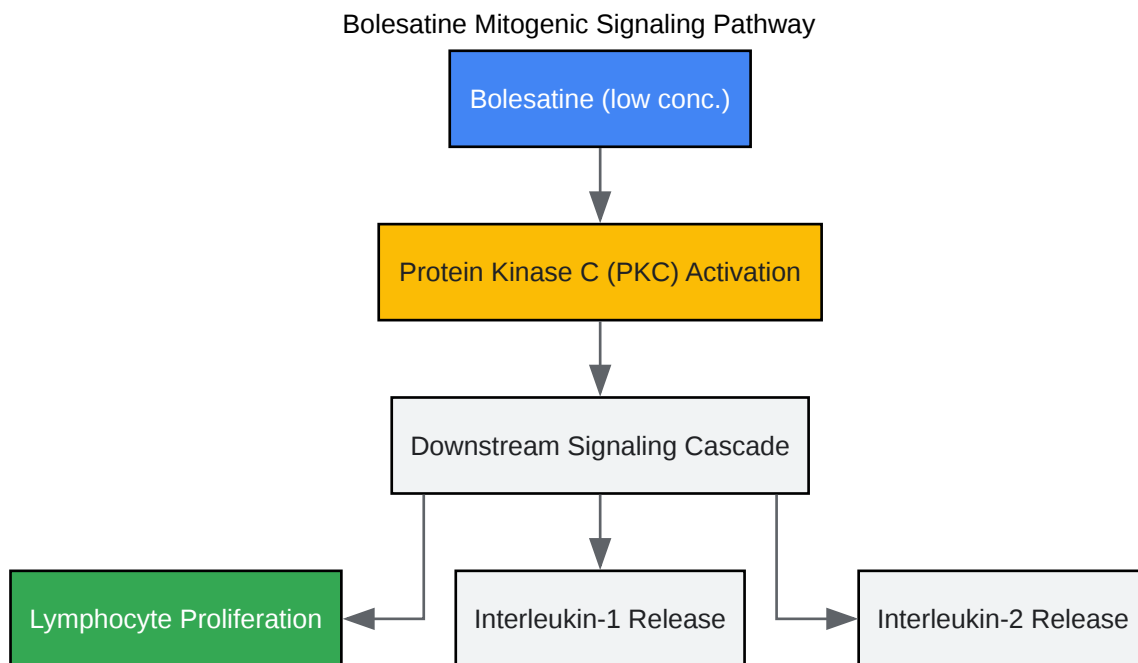 Bolesatine Mitogenic Signaling Pathway
Bolesatine (low conc.)
Protein Kinase C (PKC) Activation
Downstream Signaling Cascade
Lymphocyte Proliferation
Interleukin-1 Release
Interleukin-2 Release